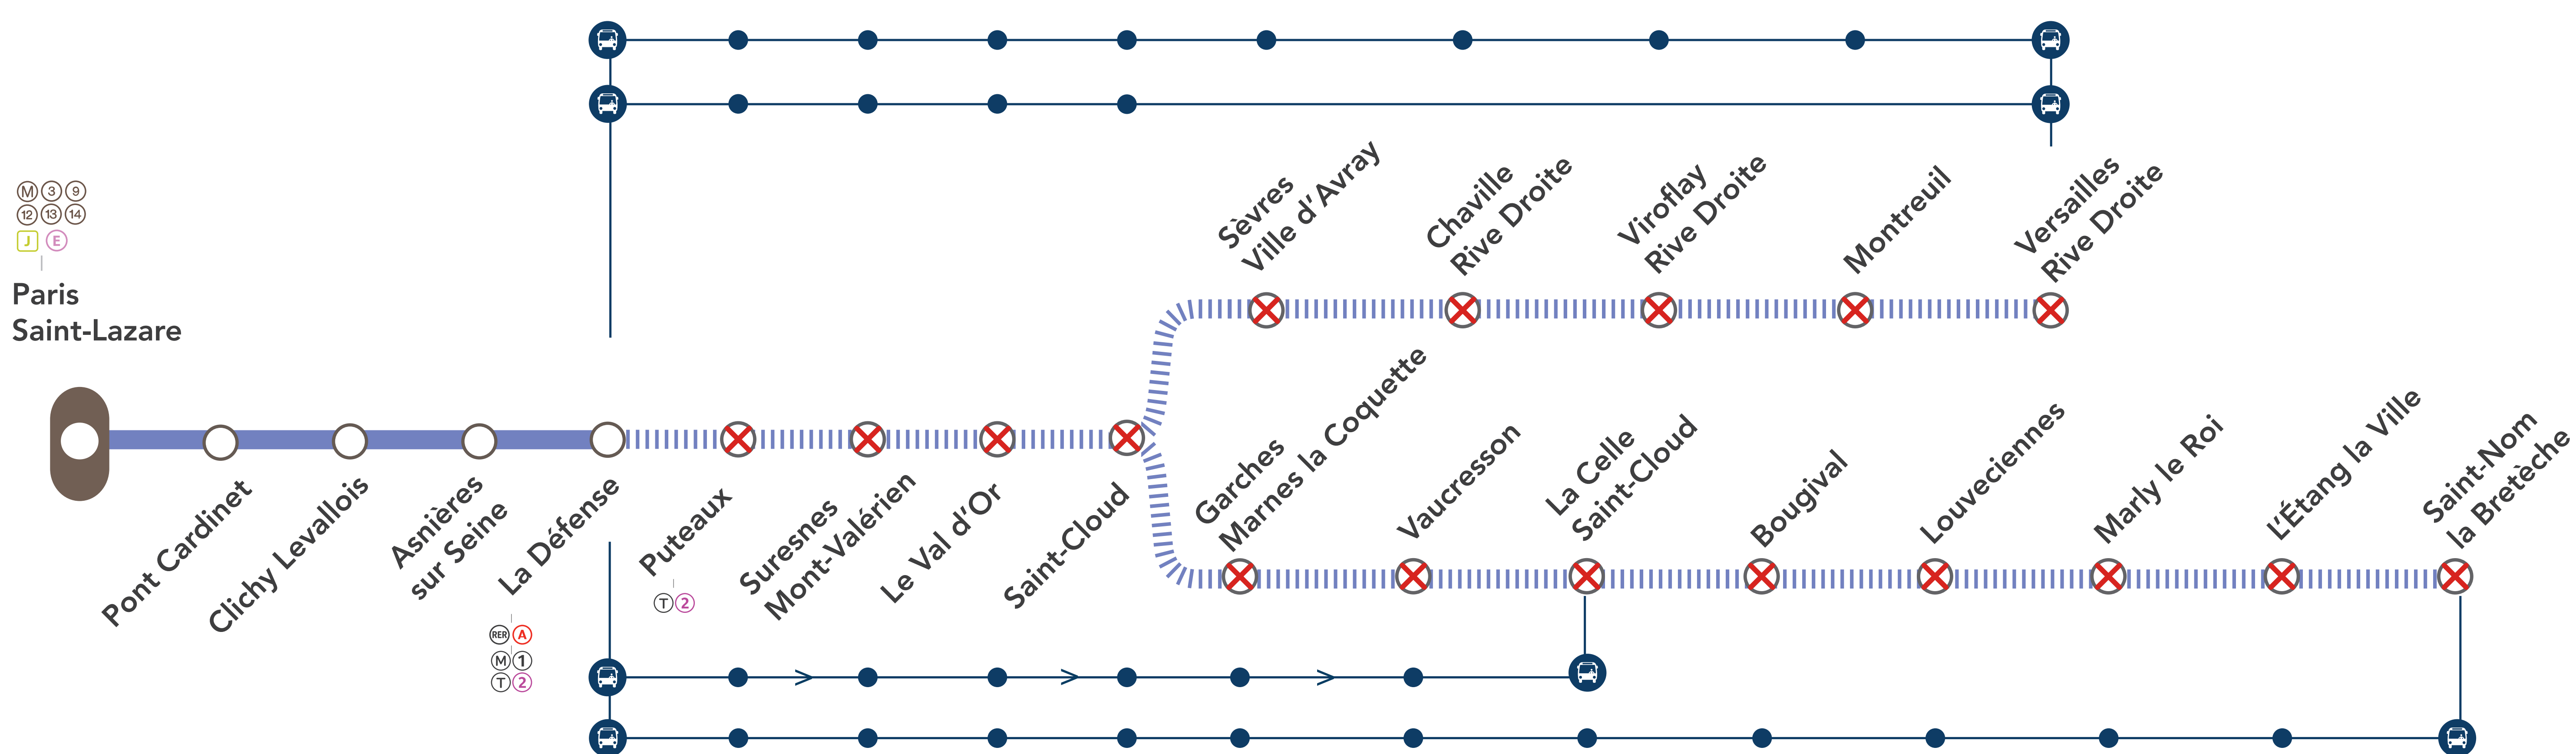 M 3 9
12 13 14
J E
Paris
Saint-Lazare
Pont Cardinet
Clichy Levallois
Asnières
sur Seine
La Défense
RER A
M 1
T 2
Puteaux
T 2
Suresnes
Mont-Valérien
Le Val d'Or
Saint-Cloud
Sèvres
Ville d'Avray
Chaville
Rive Droite
Viroflay
Rive Droite
Montreuil
Versailles
Rive Droite
Garches
Marnes la Coquette
Vaucresson
La Celle
Saint-Cloud
Bougival
Louveciennes
Marly le Roi
L'Étang la Ville
Saint-Nom
la Bretèche